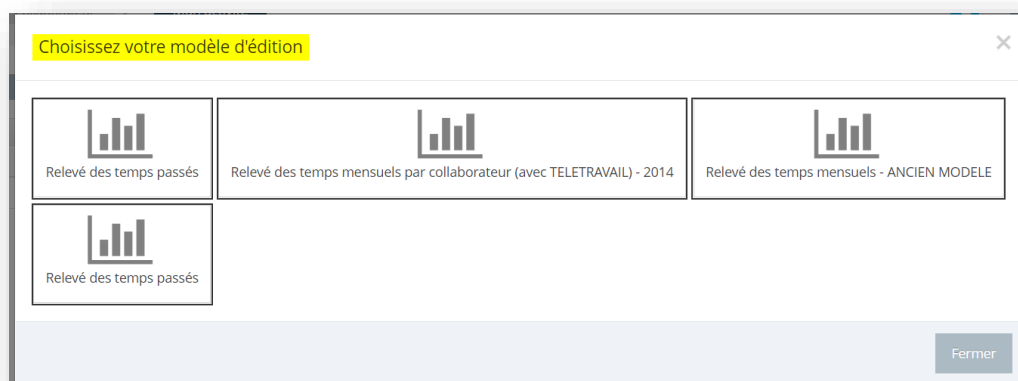 Choisissez votre modèle d'édition
Relevé des temps passés
Relevé des temps mensuels par collaborateur (avec TELETRAVAIL) - 2014
Relevé des temps mensuels - ANCIEN MODELE
Relevé des temps passés
Fermer